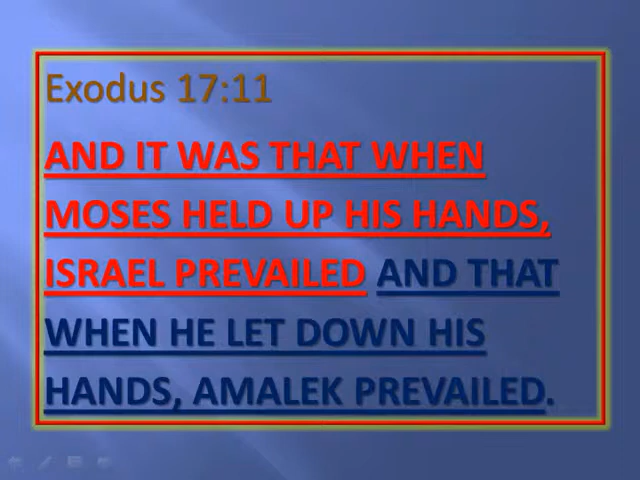 Exodus 17:11
AND IT WAS THAT WHEN
MOSES HELD UP HIS HANDS,
ISRAEL PREVAILED AND THAT
WHEN HE LET DOWN HIS
HANDS, AMALEK PREVAILED.